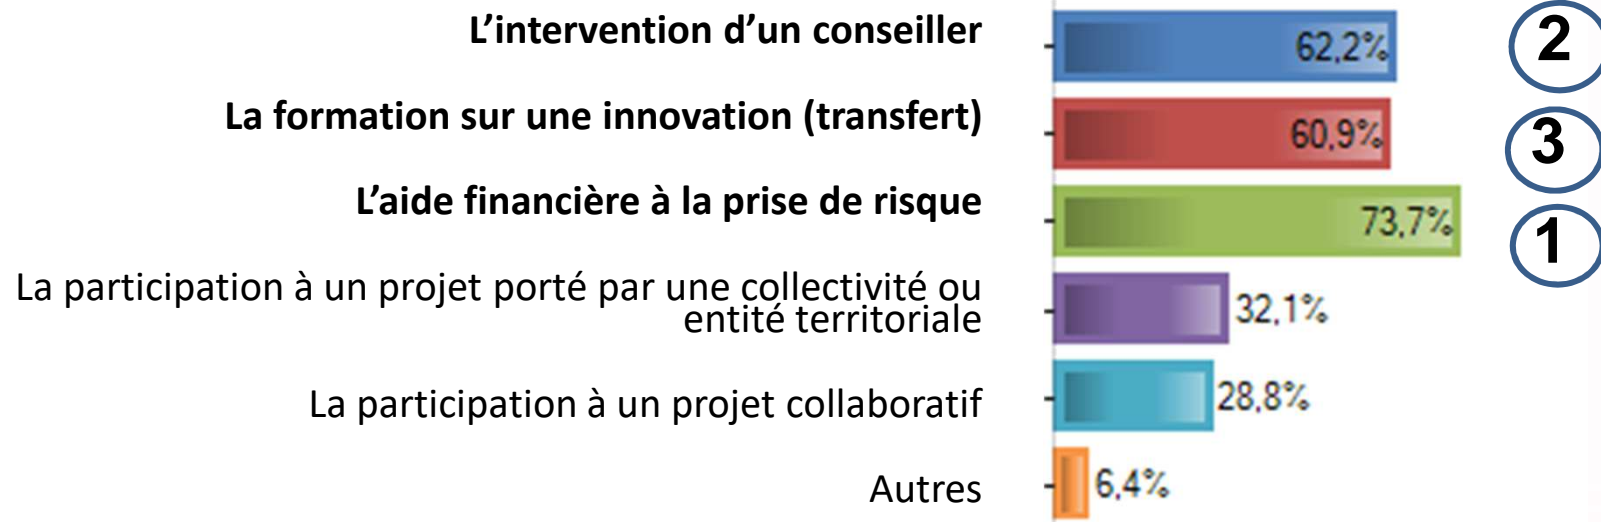 L’intervention d’un conseiller
62,2%
2
La formation sur une innovation (transfert)
60,9%
3
L’aide financière à la prise de risque
73,7%
1
La participation à un projet porté par une collectivité ou
entité territoriale
32,1%
La participation à un projet collaboratif
28,8%
Autres
6,4%